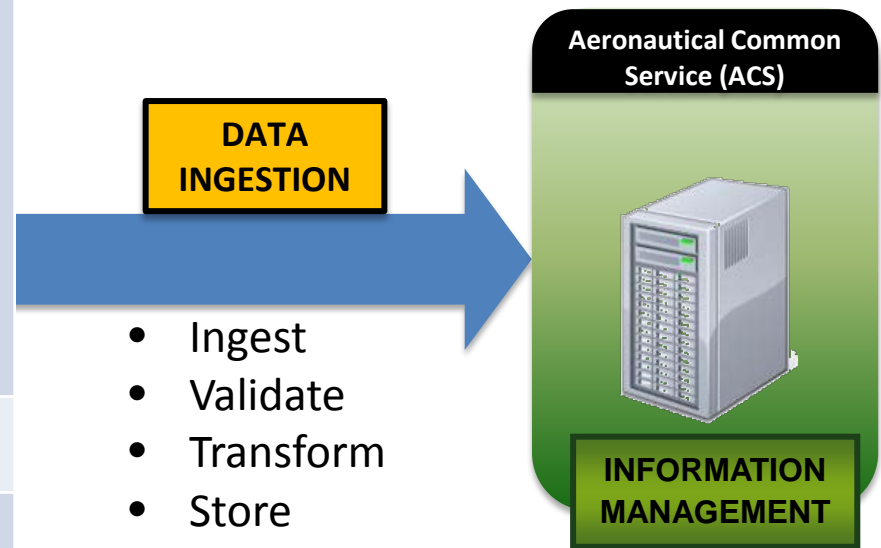 Aeronautical Common
Service (ACS)
DATA
INGESTION
• Ingest
• Validate
• Transform
• Store
INFORMATION
MANAGEMENT